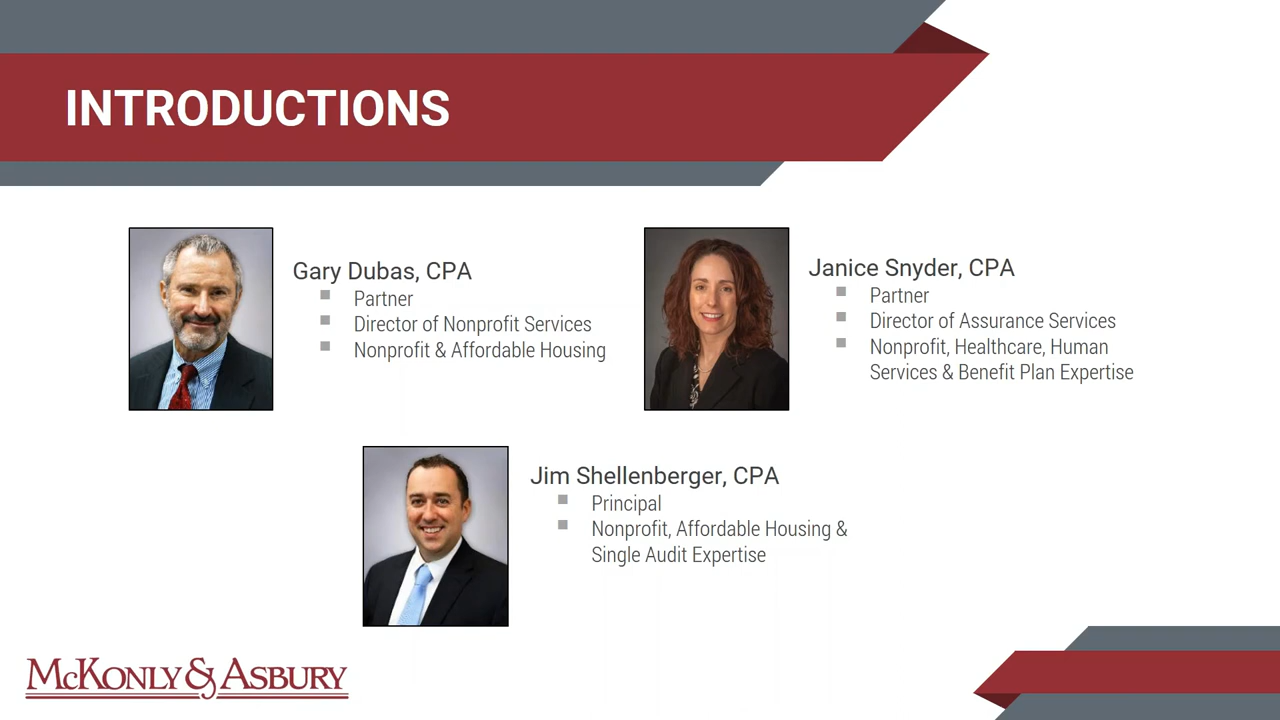 INTRODUCTIONS
Gary Dubas, CPA
Partner
Director of Nonprofit Services
Nonprofit & Affordable Housing
Janice Snyder, CPA
Partner
Director of Assurance Services
Nonprofit, Healthcare, Human
Services & Benefit Plan Expertise
Jim Shellenberger, CPA
Principal
Nonprofit, Affordable Housing &
Single Audit Expertise
McKonly & Asbury